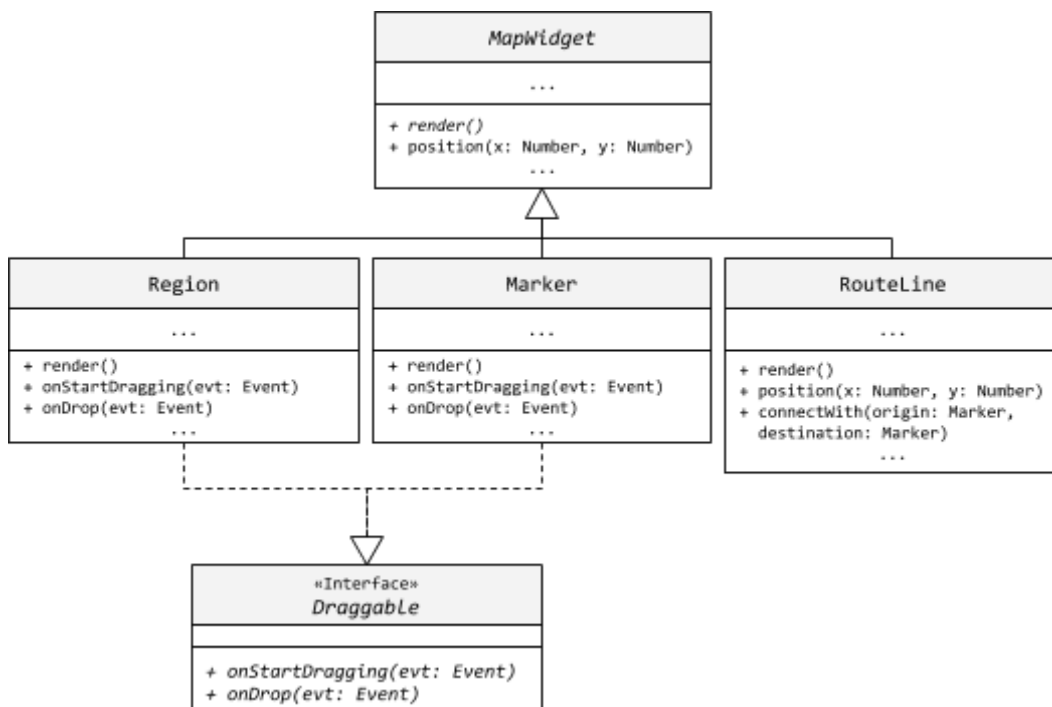 MapWidget
...
+ render()
+ position(x: Number, y: Number)
...
Region
...
+ render()
+ onStartDragging(evt: Event)
+ onDrop(evt: Event)
...
Marker
...
+ render()
+ onStartDragging(evt: Event)
+ onDrop(evt: Event)
...
RouteLine
...
+ render()
+ position(x: Number, y: Number)
+ connectWith(origin: Marker,
destination: Marker)
...
«Interface»
Draggable
+ onStartDragging(evt: Event)
+ onDrop(evt: Event)